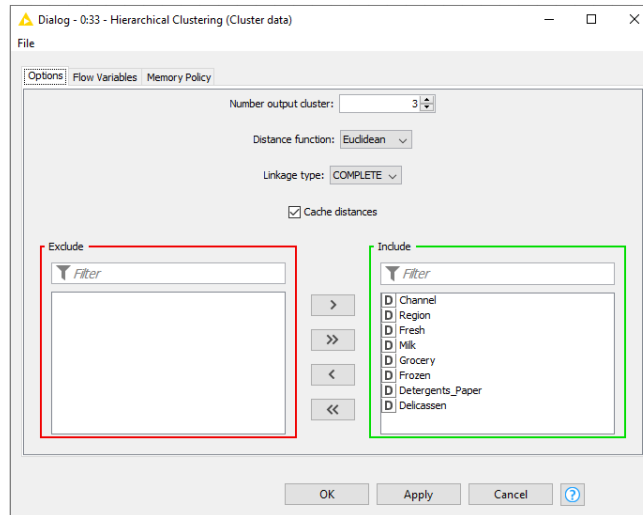 Dialog - 0:33 - Hierarchical Clustering (Cluster data)
File
Options Flow Variables Memory Policy
Number output cluster: 3
Distance function: Euclidean
Linkage type: COMPLETE
Cache distances
Exclude
Filter
Include
Filter
D Channel
D Region
D Fresh
D Milk
D Grocery
D Frozen
D Detergents_Paper
D Delicassen
>
>>
<
<<
OK Apply Cancel ?